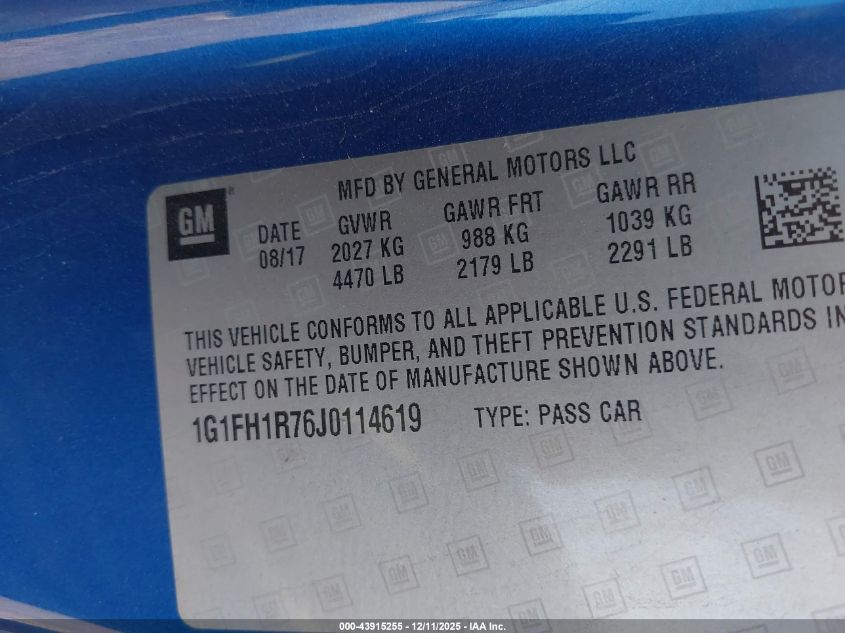 MFD BY GENERAL MOTORS LLC
GM ®
DATE GVWR GAWR FRT GAWR RR
08/17 2027 KG 988 KG 1039 KG
4470 LB 2179 LB 2291 LB
THIS VEHICLE CONFORMS TO ALL APPLICABLE U.S. FEDERAL MOTOR
VEHICLE SAFETY, BUMPER, AND THEFT PREVENTION STANDARDS IN
EFFECT ON THE DATE OF MANUFACTURE SHOWN ABOVE.
1G1FH1R76J0114619 TYPE: PASS CAR
000-43915255 - 12/11/2025 - IAA Inc.